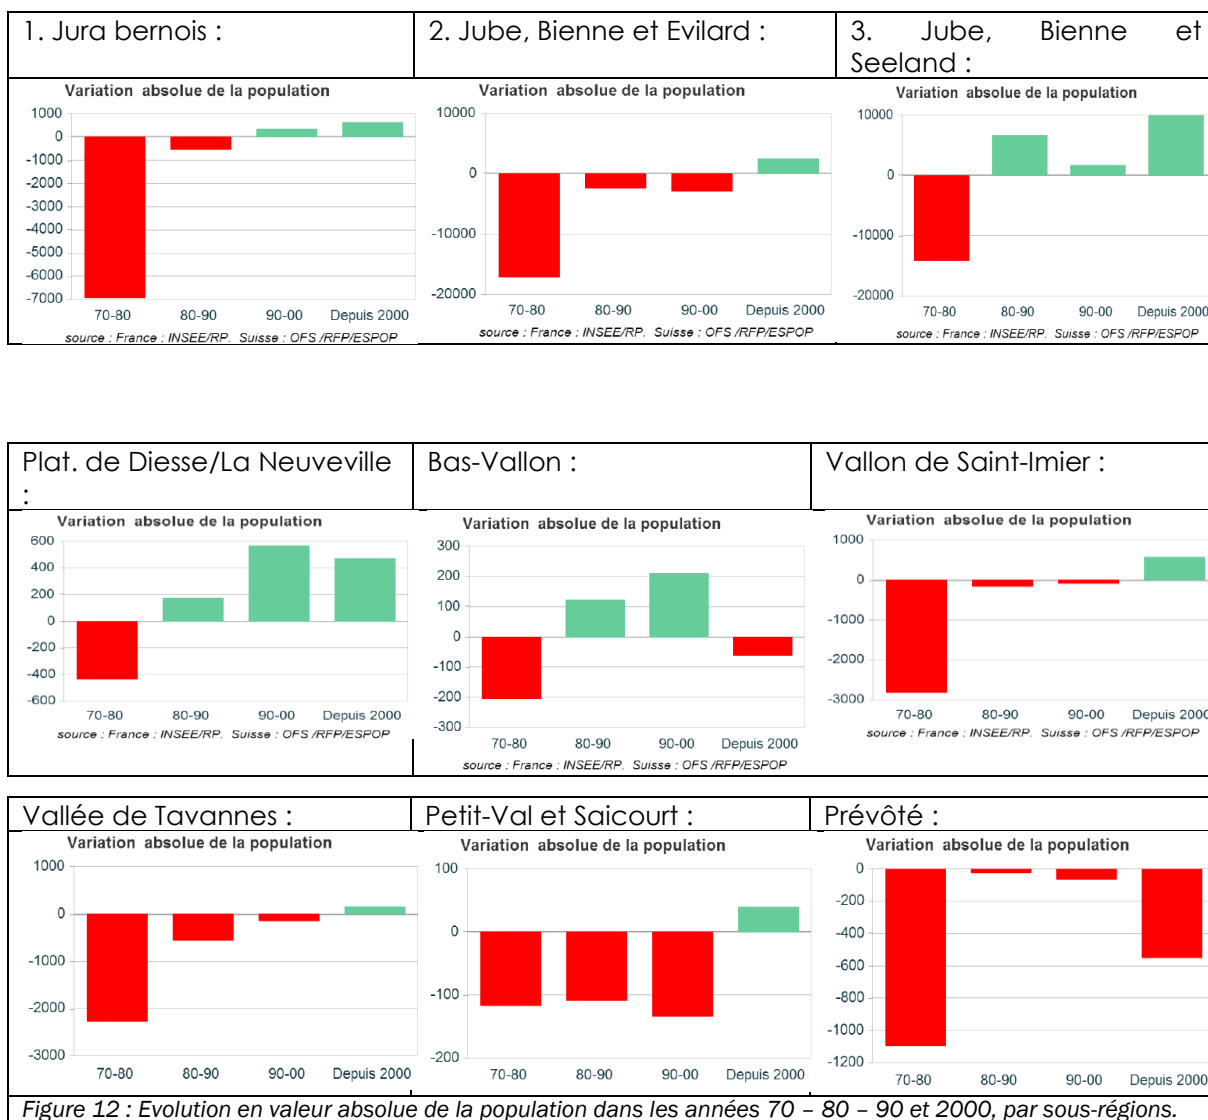 1. Jura bernois :
2. Jube, Bienne et Evilard :
3. Jube, Bienne et
Seeland :
Variation absolue de la population
1000
0
-1000
-2000
-3000
-4000
-5000
-6000
-7000
70-80 80-90 90-00 Depuis 2000
source : France : INSEE/RP. Suisse : OFS /RFP/ESPOP
Variation absolue de la population
10000
0
-10000
-20000
70-80 80-90 90-00 Depuis 2000
source : France : INSEE/RP. Suisse : OFS /RFP/ESPOP
Variation absolue de la population
10000
0
-10000
-20000
70-80 80-90 90-00 Depuis 2000
source : France : INSEE/RP. Suisse : OFS /RFP/ESPOP
Plat. de Diesse/La Neuveville
:
Bas-Vallon :
Vallon de Saint-Imier :
Variation absolue de la population
600
400
200
0
-200
-400
-600
70-80 80-90 90-00 Depuis 2000
source : France : INSEE/RP. Suisse : OFS /RFP/ESPOP
Variation absolue de la population
300
200
100
0
-100
-200
-300
70-80 80-90 90-00 Depuis 2000
source : France : INSEE/RP. Suisse : OFS /RFP/ESPOP
Variation absolue de la population
1000
0
-1000
-2000
-3000
70-80 80-90 90-00 Depuis 2000
source : France : INSEE/RP. Suisse : OFS /RFP/ESPOP
Vallée de Tavannes :
Petit-Val et Saicourt :
Prévôté :
Variation absolue de la population
1000
0
-1000
-2000
-3000
70-80 80-90 90-00 Depuis 2000
Variation absolue de la population
100
0
-100
-200
70-80 80-90 90-00 Depuis 2000
Variation absolue de la population
0
-200
-400
-600
-800
-1000
-1200
70-80 80-90 90-00 Depuis 2000
Figure 12 : Evolution en valeur absolue de la population dans les années 70 – 80 – 90 et 2000, par sous-régions.